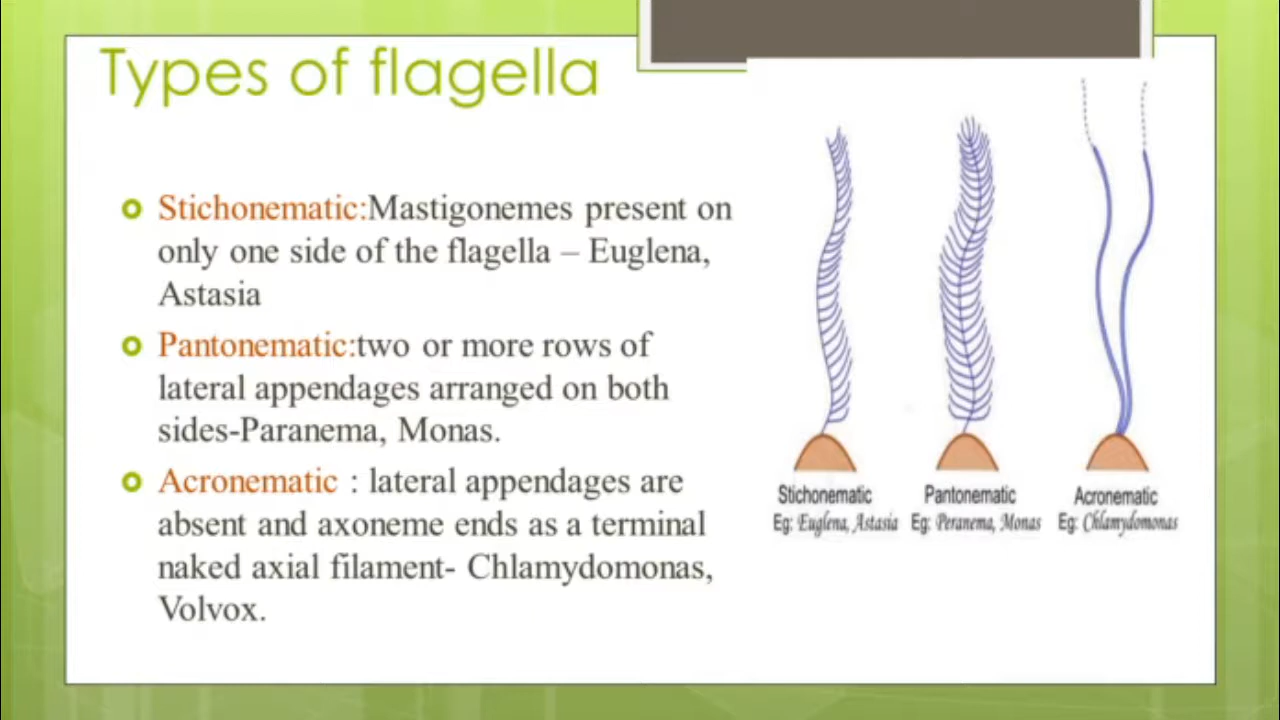 Types of flagella
Stichonematic:Mastigonemes present on
only one side of the flagella – Euglena,
Astasia
Pantonematic:two or more rows of
lateral appendages arranged on both
sides-Paranema, Monas.
Acronematic : lateral appendages are
absent and axoneme ends as a terminal
naked axial filament- Chlamydomonas,
Volvox.
Stichonematic
Eg: Euglena, Astasia
Pantonematic
Eg: Peranema, Monas
Acronematic
Eg: Chlamydomonas